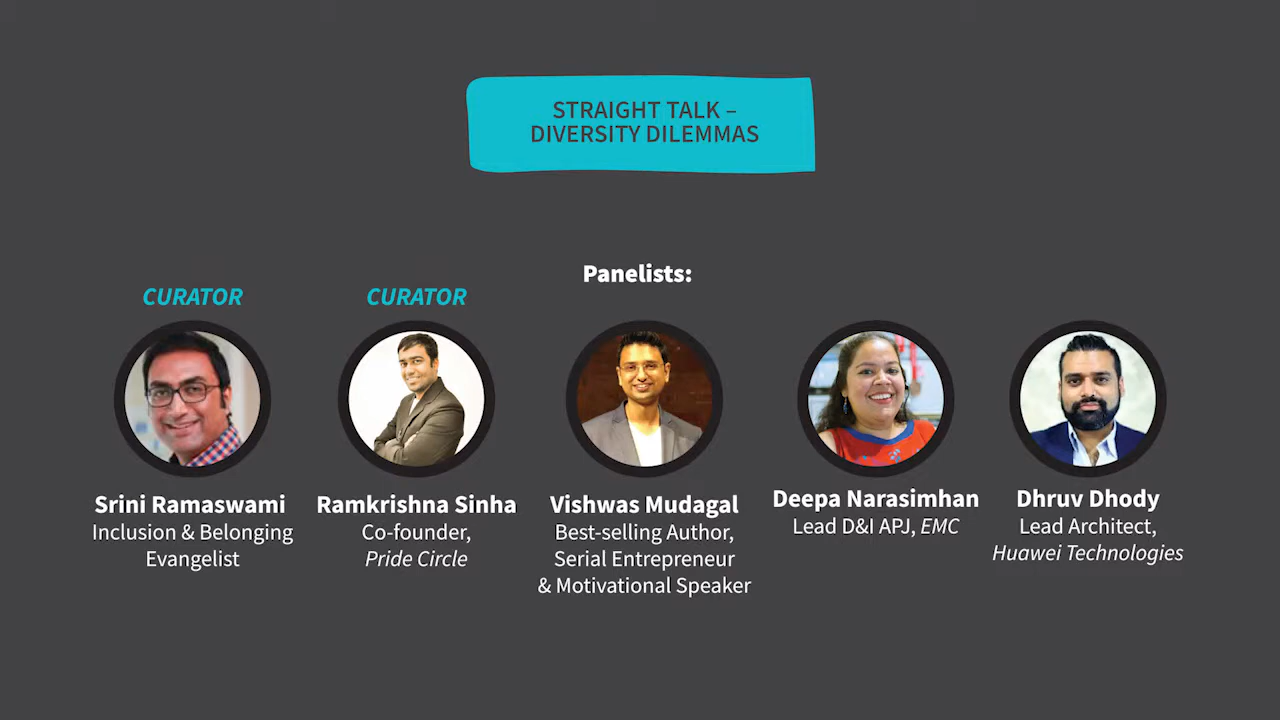 STRAIGHT TALK –
DIVERSITY DILEMMAS
Panelists:
CURATOR
Srini Ramaswami
Inclusion & Belonging
Evangelist
CURATOR
Ramkrishna Sinha
Co-founder,
Pride Circle
Vishwas Mudagal
Best-selling Author,
Serial Entrepreneur
& Motivational Speaker
Deepa Narasimhan
Lead D&I APJ, EMC
Dhruv Dhody
Lead Architect,
Huawei Technologies